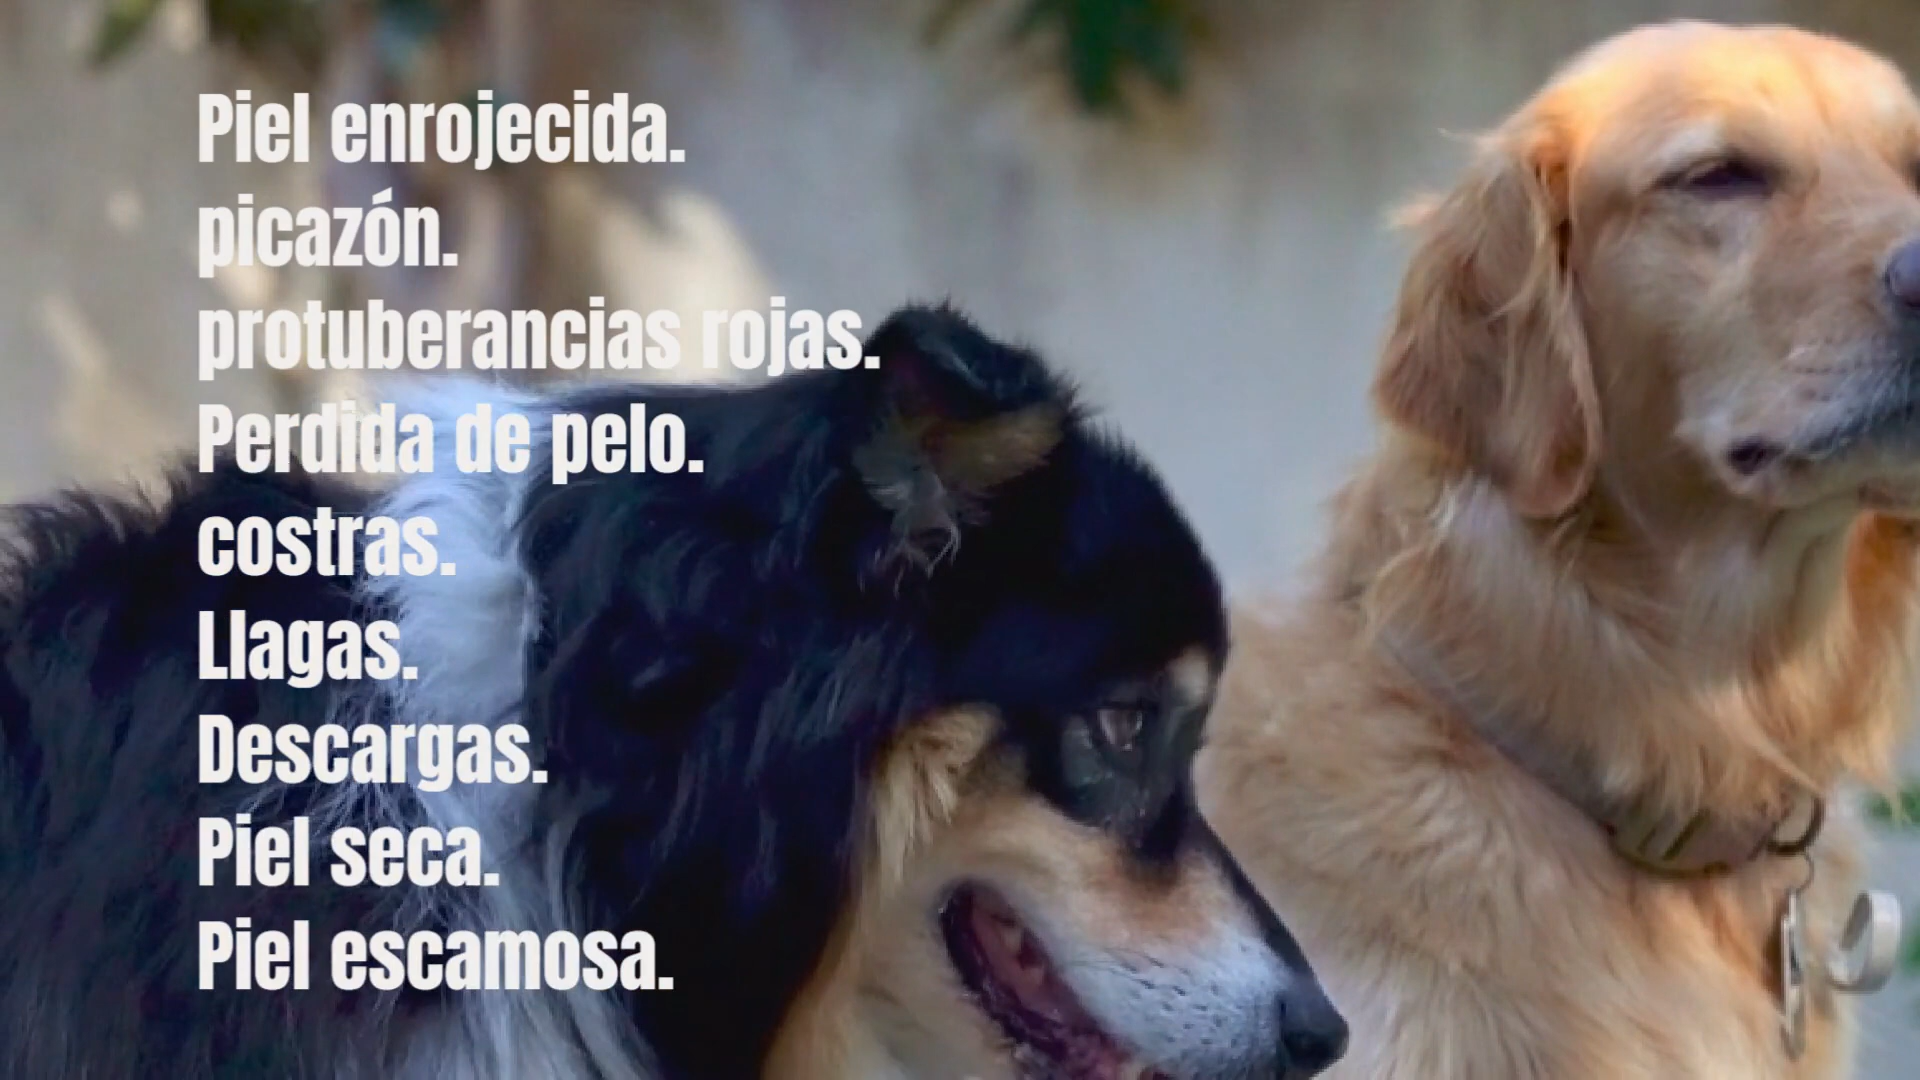 Piel enrojecida.
picazón.
protuberancias rojas.
Perdida de pelo.
costras.
Llagas.
Descargas.
Piel seca.
Piel escamosa.